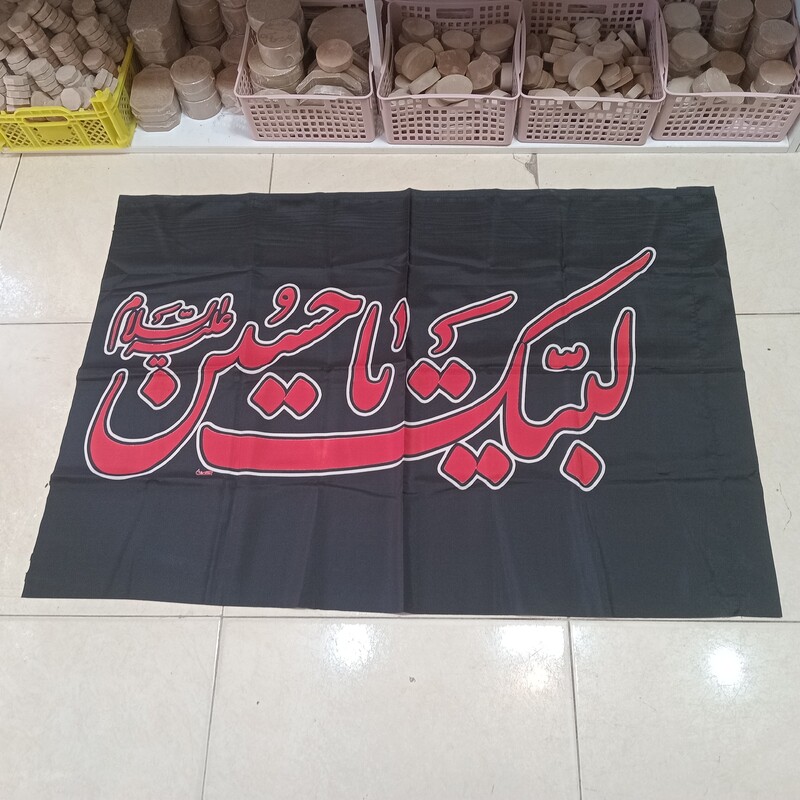 لبیک یا حسین علیه السلام